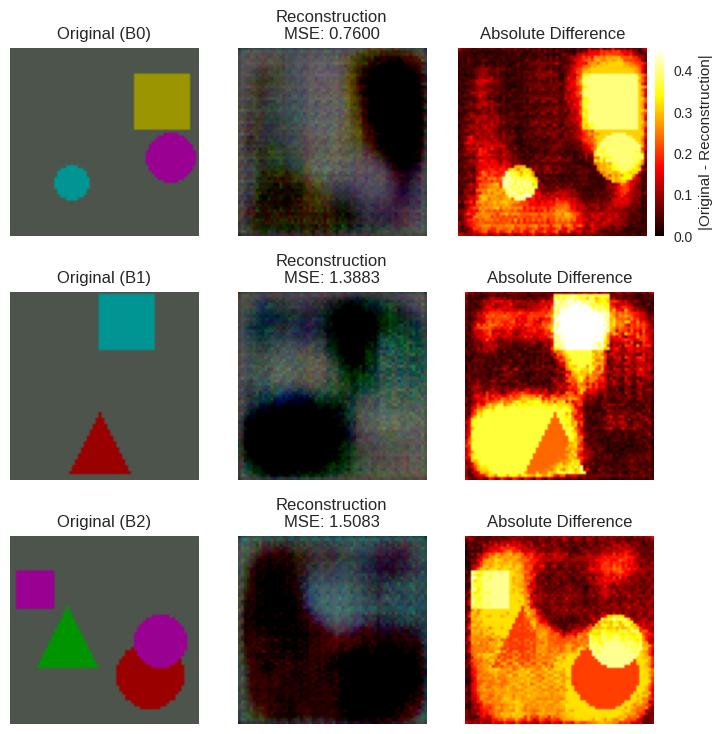 Original (B0)
Reconstruction
MSE: 0.7600
Absolute Difference
0.4
0.3
0.2
0.1
0.0
|Original - Reconstruction|
Original (B1)
Reconstruction
MSE: 1.3883
Absolute Difference
Original (B2)
Reconstruction
MSE: 1.5083
Absolute Difference